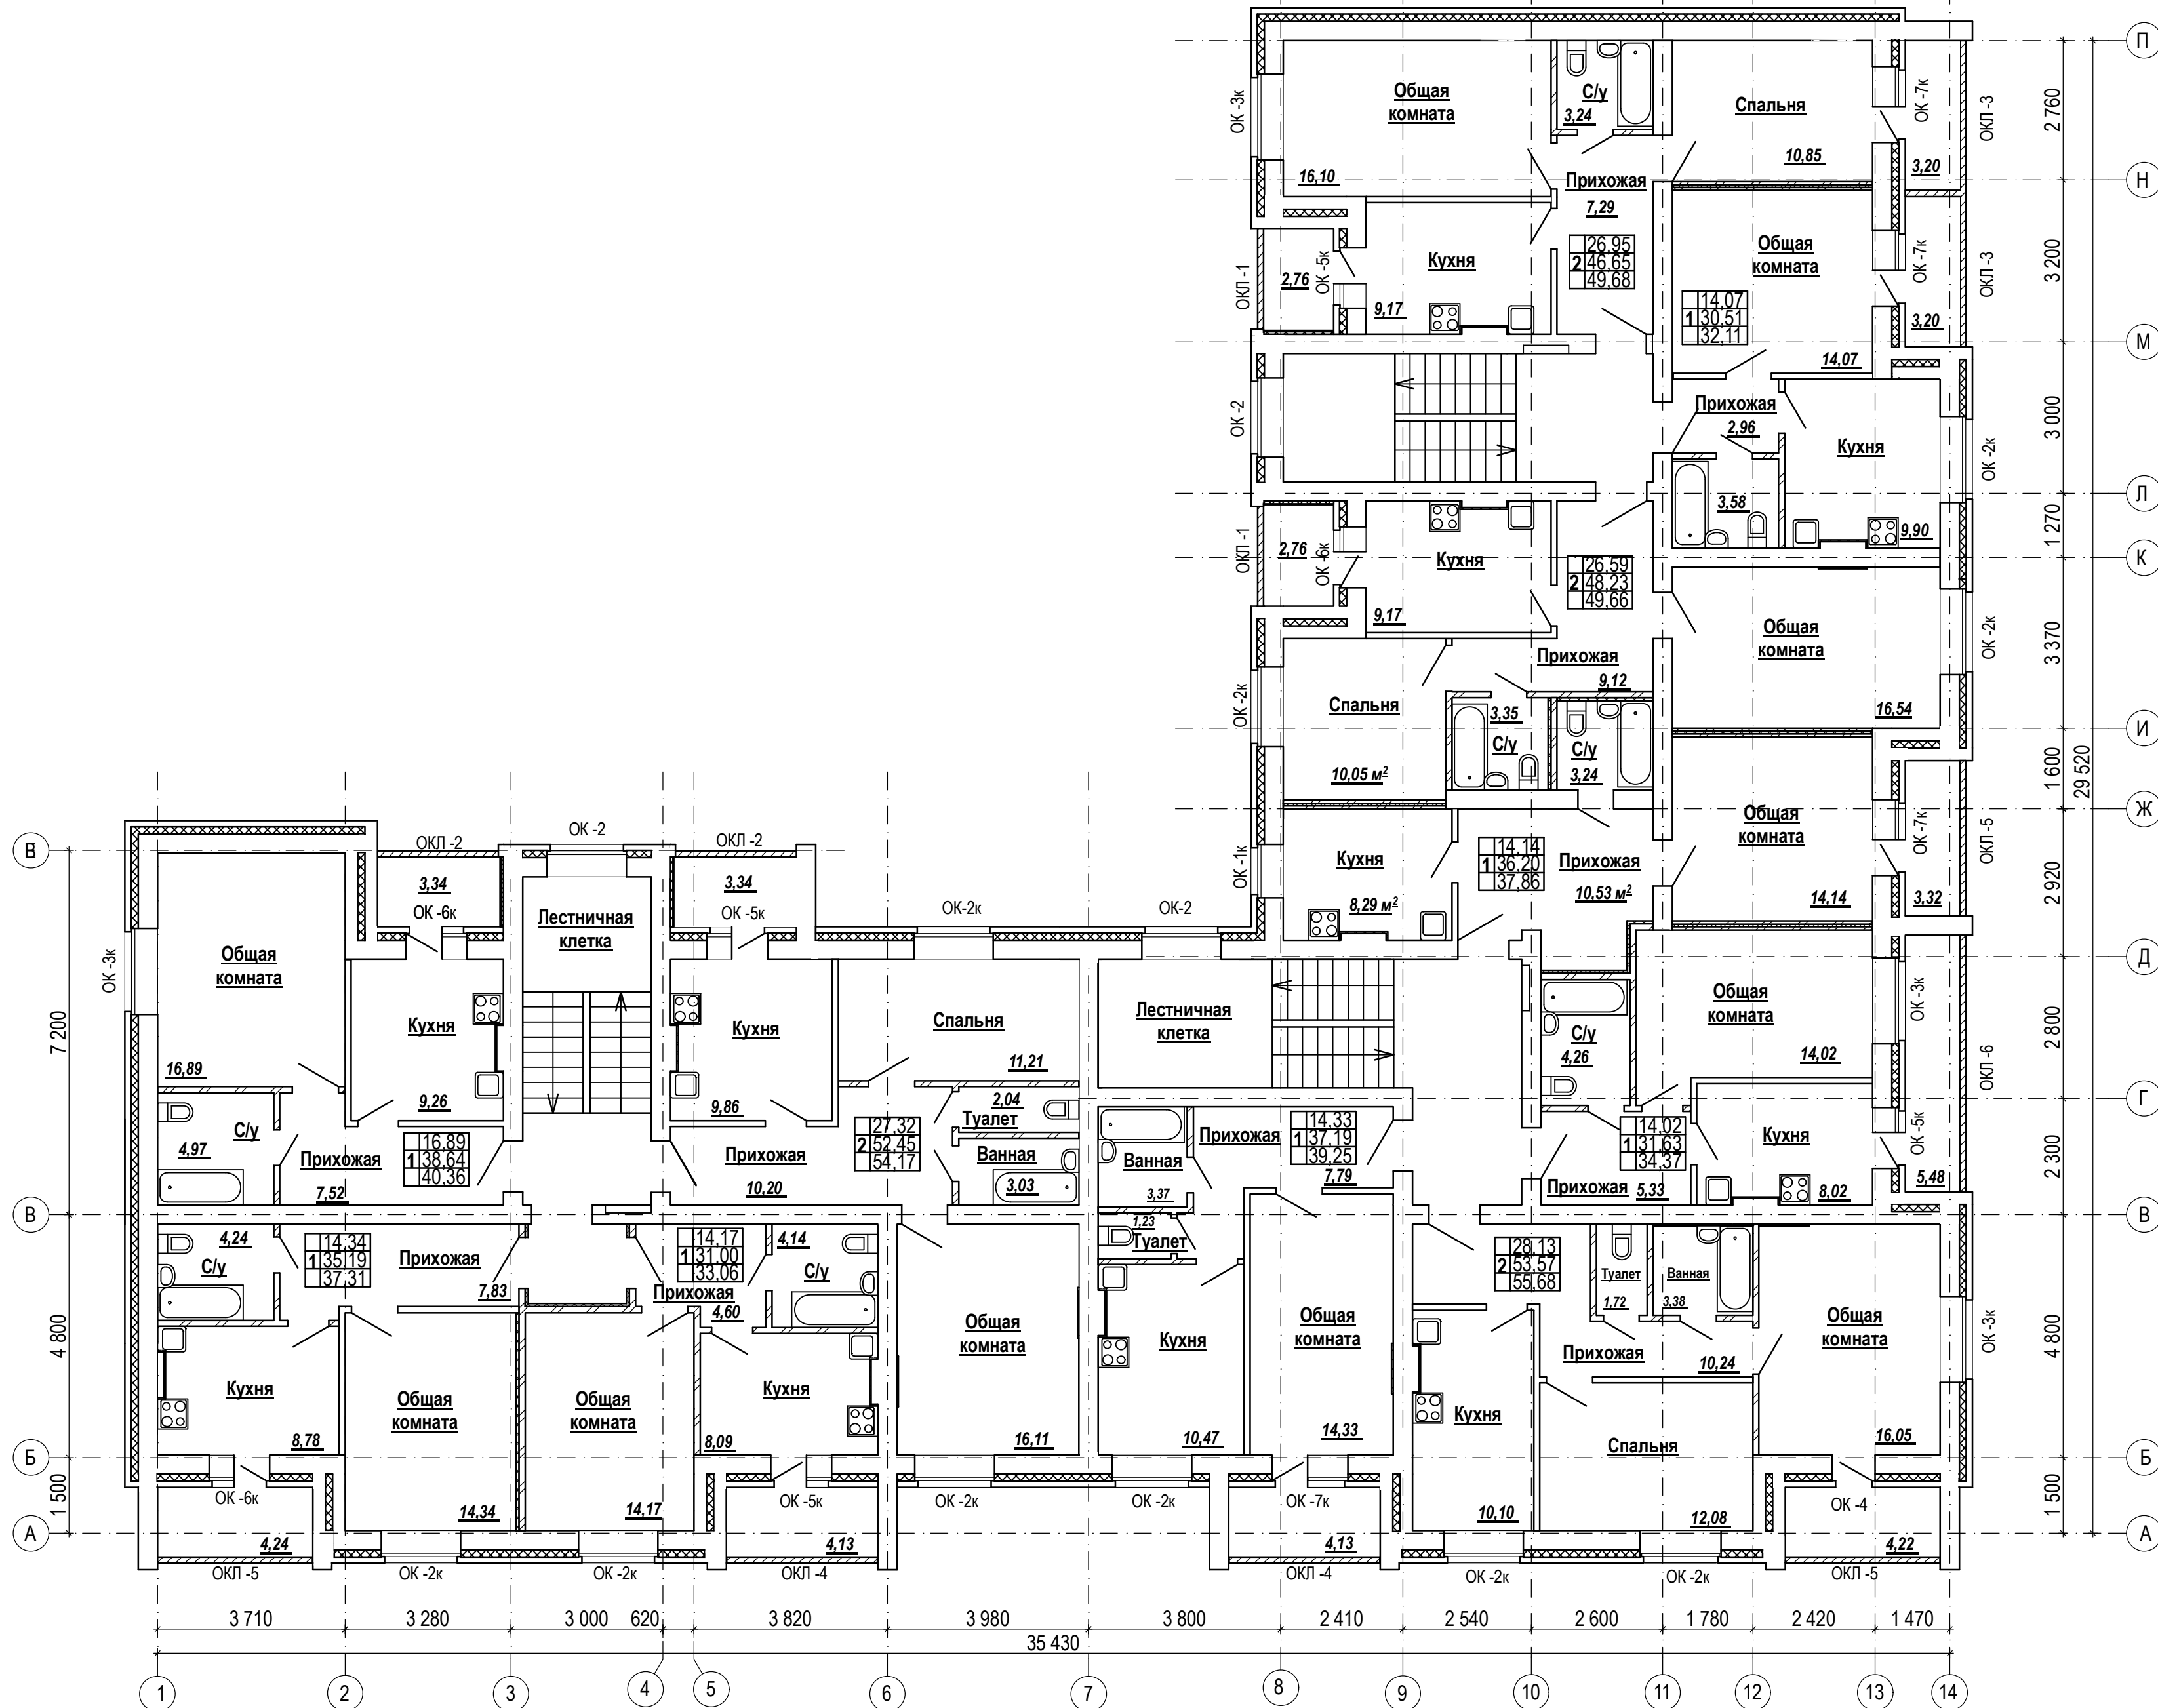 П
Общая
комната
16,10
С/у
3,24
Спальня
10,85
3,20
ОК -3к
ОК -7к
ОКЛ -3
2 760
Н
Прихожая
7,29
26,95
2 46,65
49,68
Кухня
9,17
2,76
ОК -5к
ОКЛ -1
Общая
комната
14,07
1 30,51
32,11
14,07
3,20
ОК -7к
ОКЛ -3
3 200
М
ОК -2
Прихожая
2,96
3,58
Кухня
9,90
ОК -2к
3 000
Л
1 270
К
2,76
ОК -6к
ОКЛ -1
Кухня
9,17
26,59
2 48,23
49,66
Прихожая
9,12
Общая
комната
16,54
ОК -2к
3 370
И
Спальня
10,05 м²
ОК -2к
3,35
С/у
С/у
3,24
1 600
29 520
Ж
Кухня
8,29 м²
ОК -1к
14,14
1 36,20
37,86
Прихожая
10,53 м²
Общая
комната
14,14
3,32
ОК -7к
ОКЛ -5
2 920
Д
Е
В
ОКЛ -2
3,34
ОК -6к
ОК -2
Лестничная
клетка
ОКЛ -2
3,34
ОК -5к
ОК-2к
ОК-2
ОК -3к
Общая
комната
16,89
Кухня
9,26
Кухня
9,86
Спальня
11,21
Лестничная
клетка
С/у
4,26
Общая
комната
14,02
ОК -3к
ОКЛ -6
2 800
Г
7 200
С/у
4,97
Прихожая
7,52
16,89
1 38,64
40,36
Прихожая
10,20
27,32
2 52,45
54,17
2,04
Туалет
Ванная
3,03
Ванная
3,37
Прихожая
7,79
14,33
1 37,19
39,25
14,02
1 31,63
34,37
Прихожая
5,33
Кухня
8,02
5,48
ОК -5к
2 300
В
В
4,24
С/у
14,34
1 35,19
37,31
Прихожая
7,83
14,17
1 31,00
33,06
Прихожая
4,60
4,14
С/у
1,23
Туалет
28,13
2 53,57
55,68
Туалет
1,72
Ванная
3,38
4 800
Кухня
8,78
Общая
комната
14,34
Общая
комната
14,17
Кухня
8,09
Общая
комната
16,11
Кухня
10,47
Общая
комната
14,33
Кухня
10,10
Прихожая
10,24
Спальня
12,08
Общая
комната
16,05
ОК -3к
4 800
Б
Б
1 500
ОК -6к
4,24
ОКЛ -5
ОК -2к
ОК -2к
ОК -5к
4,13
ОКЛ -4
ОК -2к
ОК -2к
ОК -7к
4,13
ОКЛ -4
ОК -2к
ОК -2к
ОК -4
4,22
ОКЛ -5
1 500
А
А
3 710
3 280
3 000
620
3 820
3 980
3 800
2 410
2 540
2 600
1 780
2 420
1 470
35 430
1
2
3
4
5
6
7
8
9
10
11
12
13
14